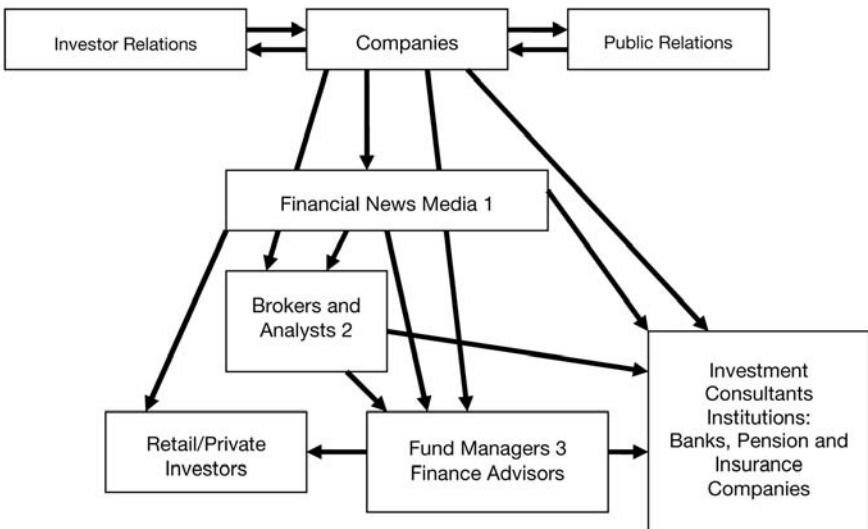 Investor Relations
Companies
Public Relations
Financial News Media 1
Brokers and
Analysts 2
Investment
Consultants
Institutions:
Banks, Pension and
Insurance
Companies
Retail/Private
Investors
Fund Managers 3
Finance Advisors